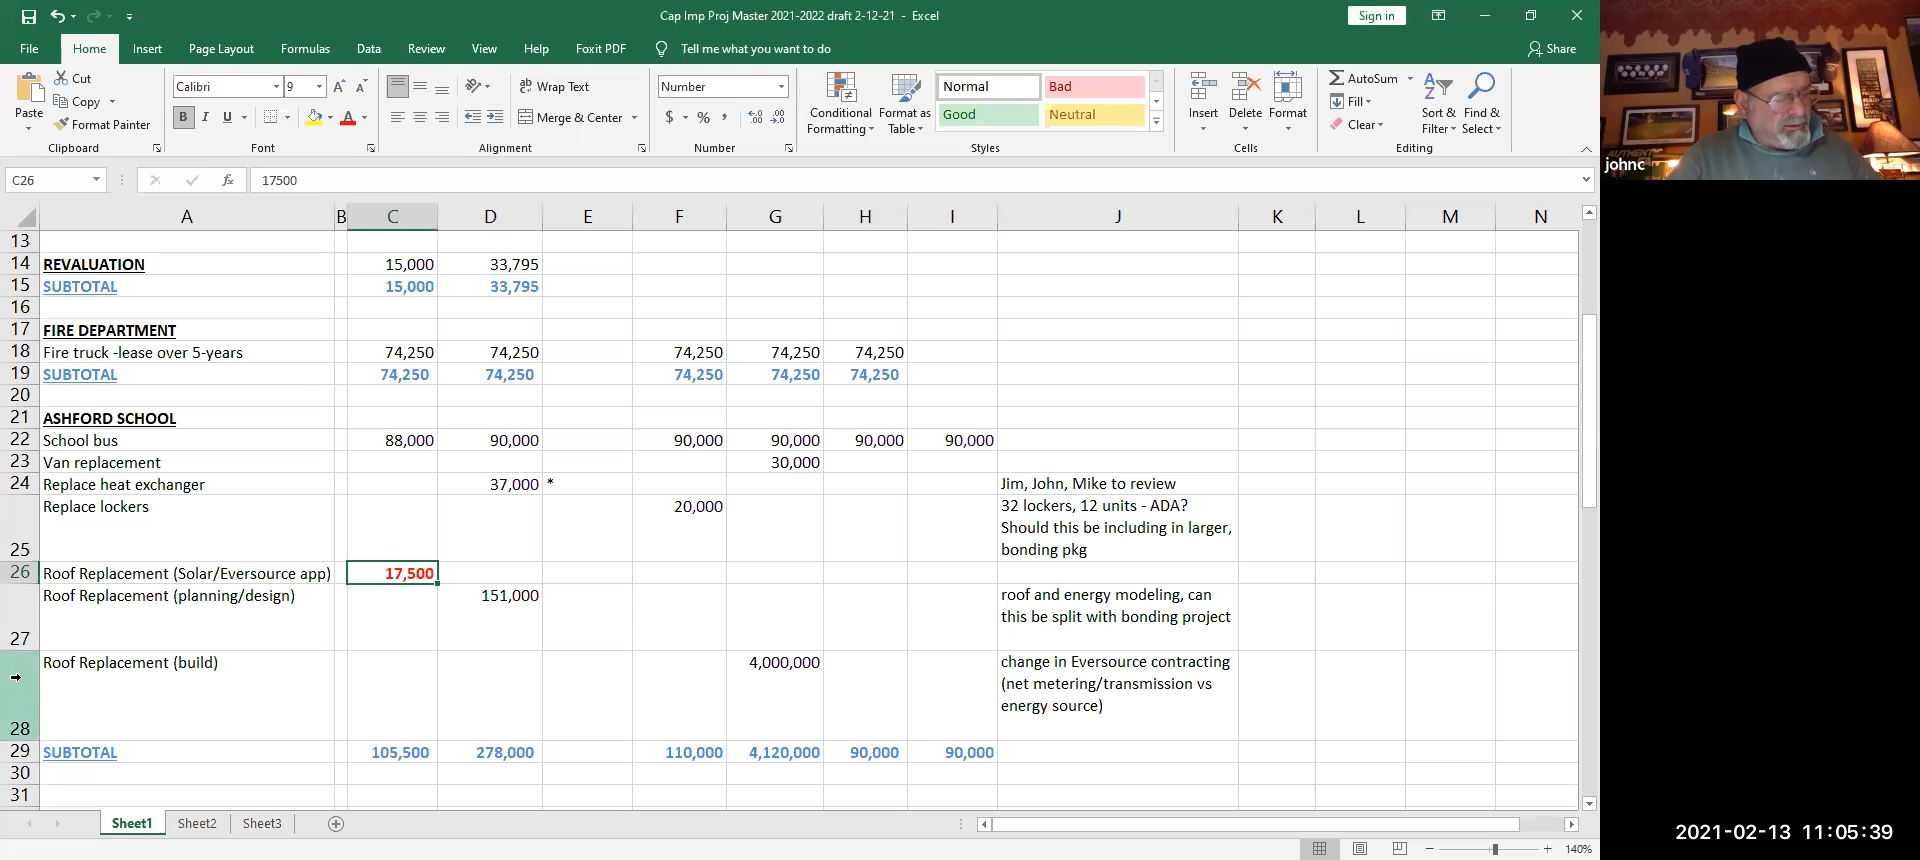 Cap Imp Proj Master 2021-2022 draft 2-12-21 - Excel
Sign in
File Home Insert Page Layout Formulas Data Review View Help Foxit PDF Tell me what you want to do Share
Paste
Cut
Copy
Format Painter
Clipboard
Calibri 9
B I U
Font
Wrap Text
Merge & Center
Alignment
Number
$ % ,
Number
Conditional Formatting
Format as Table
Normal Bad
Good Neutral
Styles
Insert Delete Format
Cells
AutoSum
Fill
Clear
Sort & Filter
Find & Select
Editing
C26 fx 17500
A B C D E F G H I J K L M N
13
14 REVALUATION 15,000 33,795
15 SUBTOTAL 15,000 33,795
16
17 FIRE DEPARTMENT
18 Fire truck -lease over 5-years 74,250 74,250 74,250 74,250 74,250
19 SUBTOTAL 74,250 74,250 74,250 74,250 74,250
20
21 ASHFORD SCHOOL
22 School bus 88,000 90,000 90,000 90,000 90,000 90,000
23 Van replacement 30,000
24 Replace heat exchanger 37,000 * Jim, John, Mike to review
Replace lockers 20,000 32 lockers, 12 units - ADA?
Should this be including in larger,
25 bonding pkg
26 Roof Replacement (Solar/Eversource app) 17,500
Roof Replacement (planning/design) 151,000 roof and energy modeling, can
this be split with bonding project
27
Roof Replacement (build) 4,000,000 change in Eversource contracting
(net metering/transmission vs
energy source)
28
29 SUBTOTAL 105,500 278,000 110,000 4,120,000 90,000 90,000
30
31
Sheet1 Sheet2 Sheet3
140%
johnc
2021-02-13 11:05:39